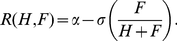 R(H,F) = α − σ(F/(H+F)).